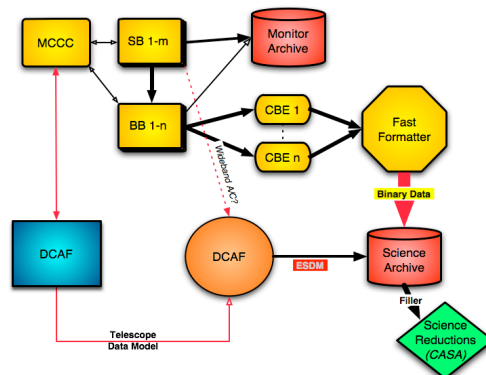 MCCC
SB 1-m
Monitor
Archive
BB 1-n
CBE 1
CBE n
Fast
Formatter
Wideband A/C?
Binary Data
DCAF
DCAF
ESDM
Science
Archive
Filler
Telescope
Data Model
Science
Reductions
(CASA)